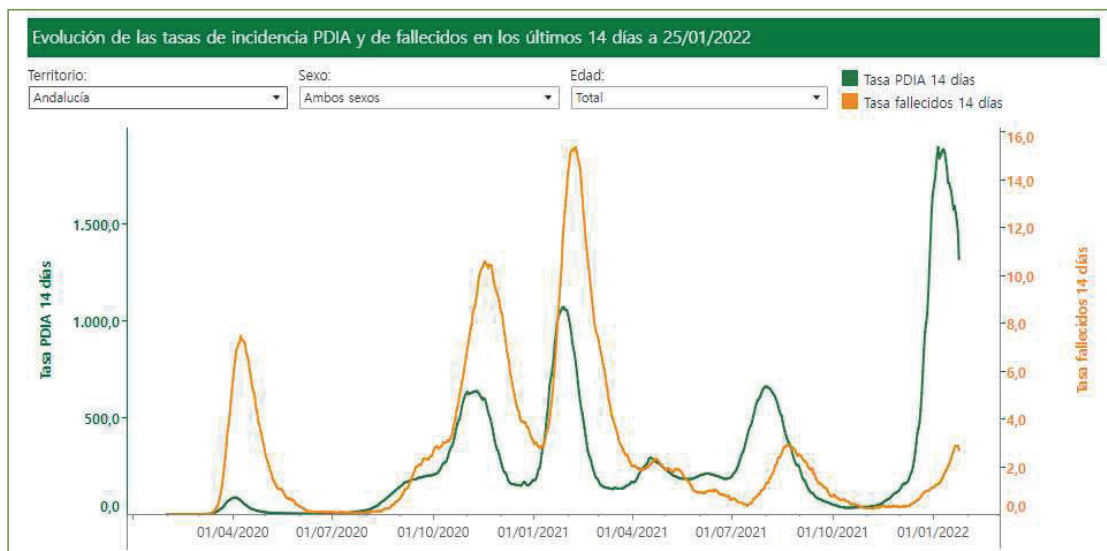 Evolución de las tasas de incidencia PDIA y de fallecidos en los últimos 14 días a 25/01/2022
Territorio: Sexo: Edad:
Andalucía Ambos sexos Total
Tasa PDIA 14 días
Tasa fallecidos 14 días
Tasa PDIA 14 días
1.500,0
1.000,0
500,0
0,0
16,0
14,0
12,0
10,0
8,0
6,0
4,0
2,0
0,0
Tasa fallecidos 14 días
01/04/2020 01/07/2020 01/10/2020 01/01/2021 01/04/2021 01/07/2021 01/10/2021 01/01/2022